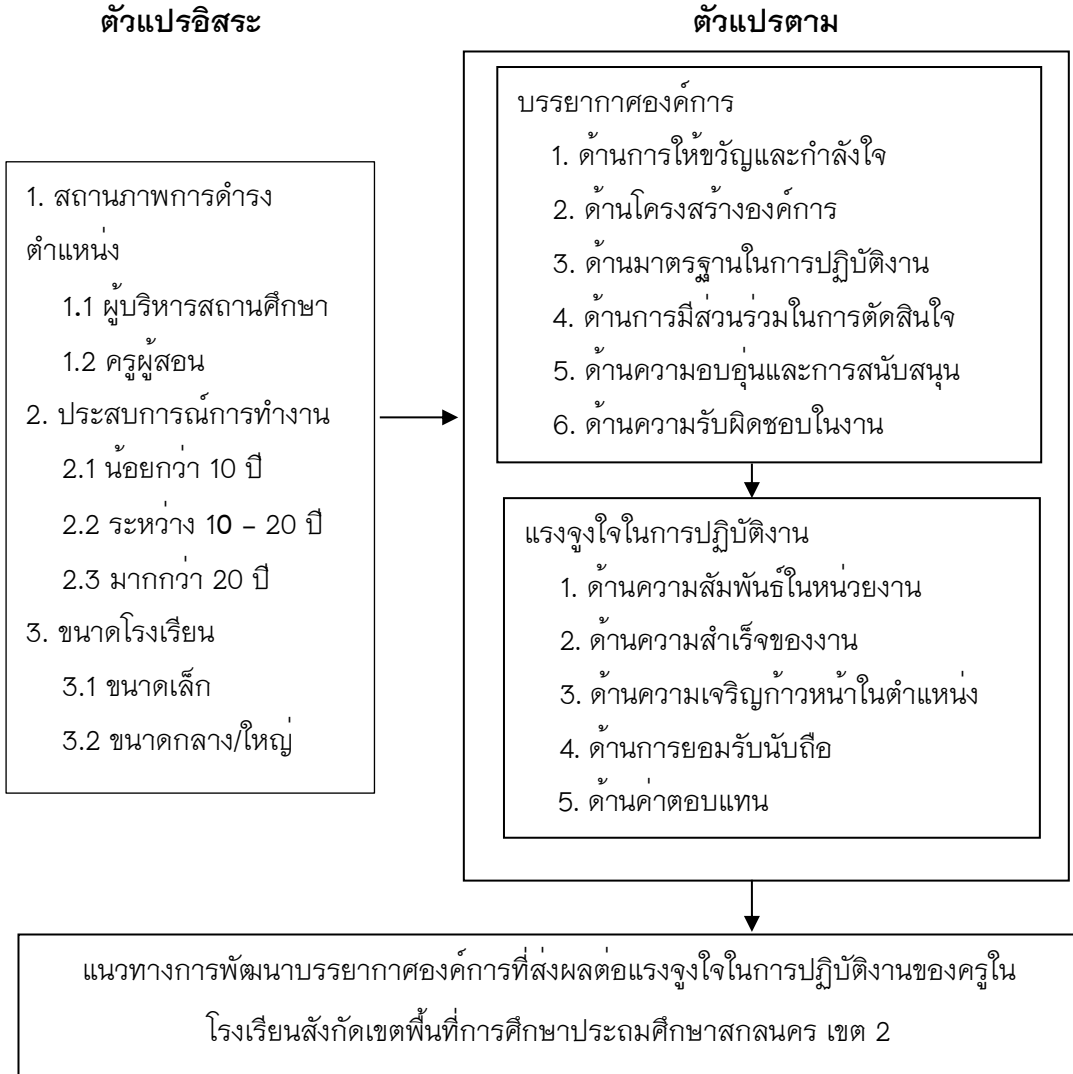 ตัวแปรอิสระ
ตัวแปรตาม
1. สถานภาพการดำรง
ตำแหน่ง
1.1 ผู้บริหารสถานศึกษา
1.2 ครูผู้สอน
2. ประสบการณ์การทำงาน
2.1 น้อยกว่า 10 ปี
2.2 ระหว่าง 10 – 20 ปี
2.3 มากกว่า 20 ปี
3. ขนาดโรงเรียน
3.1 ขนาดเล็ก
3.2 ขนาดกลาง/ใหญ่
บรรยากาศองค์การ
1. ด้านการให้ขวัญและกำลังใจ
2. ด้านโครงสร้างองค์การ
3. ด้านมาตรฐานในการปฏิบัติงาน
4. ด้านการมีส่วนร่วมในการตัดสินใจ
5. ด้านความอบอุ่นและการสนับสนุน
6. ด้านความรับผิดชอบในงาน
แรงจูงใจในการปฏิบัติงาน
1. ด้านความสัมพันธ์ในหน่วยงาน
2. ด้านความสำเร็จของงาน
3. ด้านความเจริญก้าวหน้าในตำแหน่ง
4. ด้านการยอมรับนับถือ
5. ด้านค่าตอบแทน
แนวทางการพัฒนาบรรยากาศองค์การที่ส่งผลต่อแรงจูงใจในการปฏิบัติงานของครูใน
โรงเรียนสังกัดเขตพื้นที่การศึกษาประถมศึกษาสกลนคร เขต 2